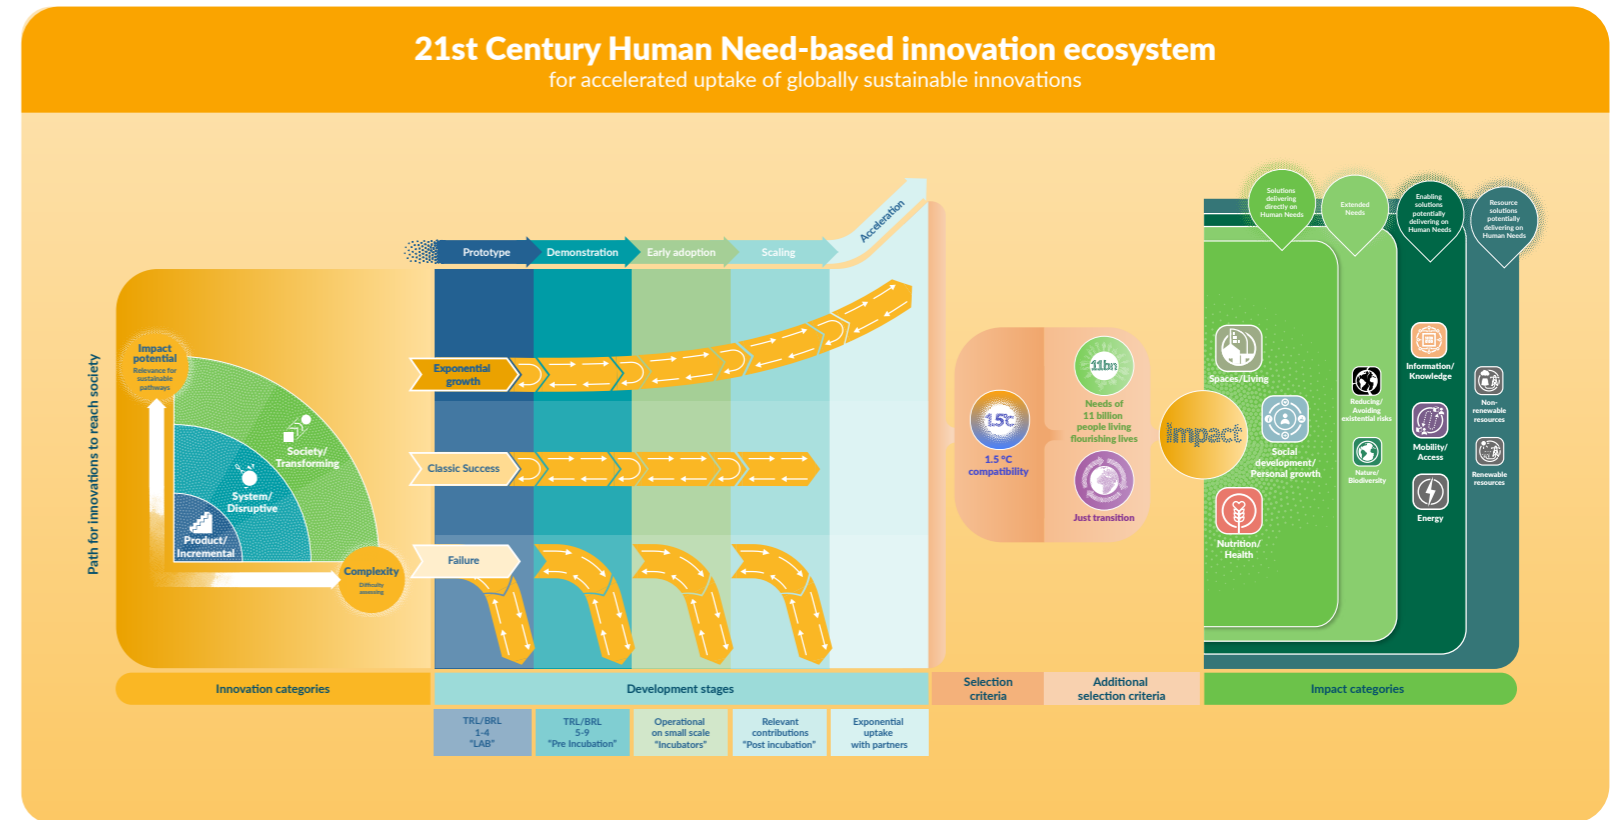 21st Century Human Need-based innovation ecosystem
for accelerated uptake of globally sustainable innovations
Path for innovations to reach society
Impact
potential
Relevance for
sustainable
pathways
Society/
Transforming
System/
Disruptive
Product/
Incremental
Complexity
Difficulty
assessing
Prototype
Demonstration
Early adoption
Scaling
Acceleration
Exponential
growth
Classic Success
Failure
1.5°C
1.5 °C
compatibility
11bn
Needs of
11 billion
people living
flourishing lives
Just transition
Impact
Solutions
delivering
directly on
Human Needs
Extended
Needs
Enabling
solutions
potentially
delivering on
Human Needs
Resource
solutions
potentially
delivering on
Human Needs
Spaces/Living
Social
development/
Personal growth
Nutrition/
Health
Reducing/
Avoiding
existential risks
Nature/
Biodiversity
Information/
Knowledge
Mobility/
Access
Energy
Non-
renewable
resources
Renewable
resources
Innovation categories
Development stages
Selection
criteria
Additional
selection criteria
Impact categories
TRL/BRL
1-4
"LAB"
TRL/BRL
5-9
"Pre Incubation"
Operational
on small scale
"Incubators"
Relevant
contributions
"Post incubation"
Exponential
uptake
with partners